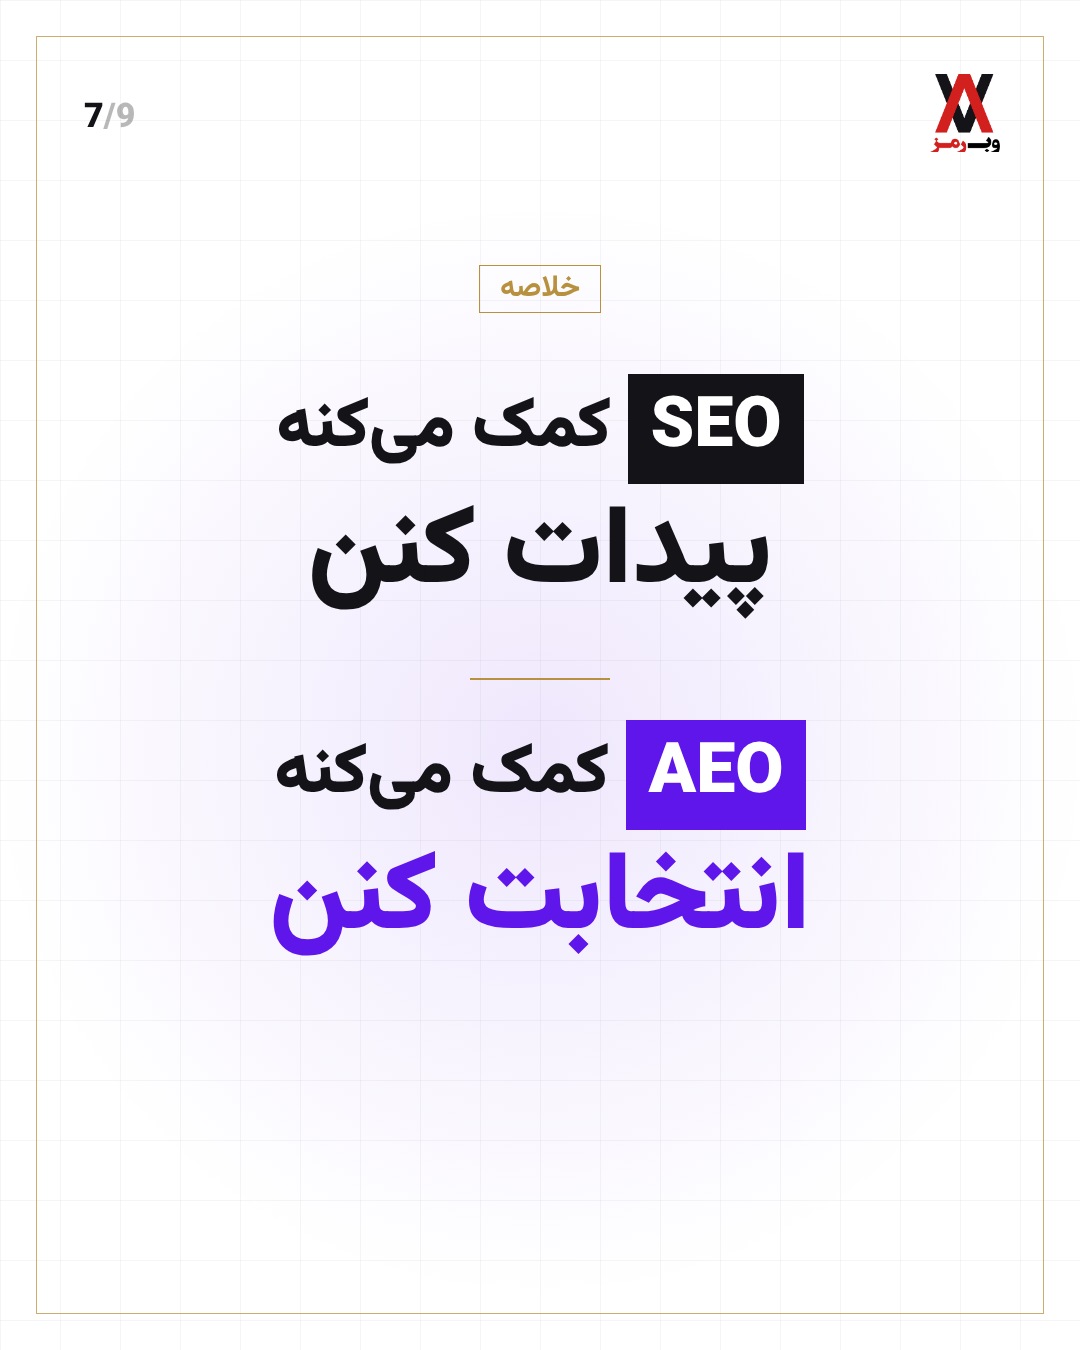 7/9
وب‌رمز
خلاصه
SEO کمک می‌کنه
پیدات کنن
AEO کمک می‌کنه
انتخابت کنن